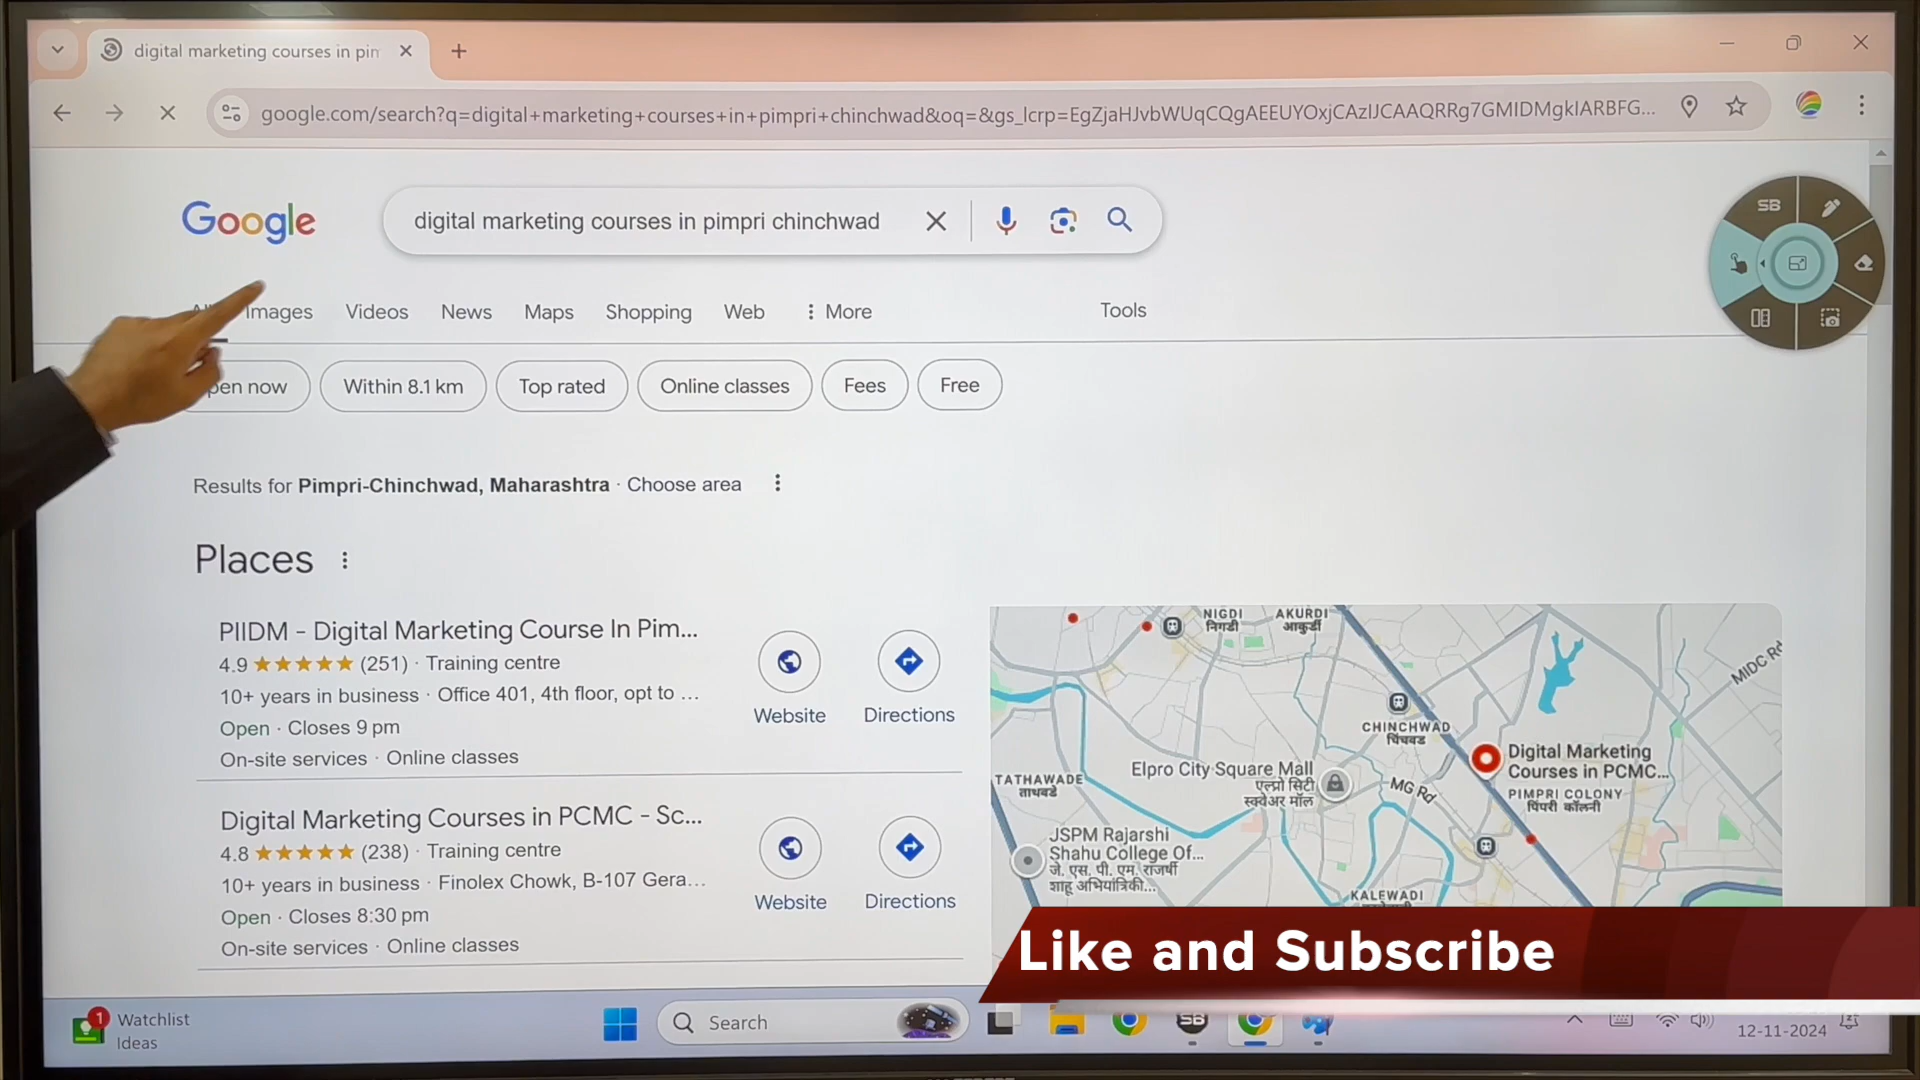 digital marketing courses in pin
google.com/search?q=digital+marketing+courses+in+pimpri+chinchwad&oq=&gs_lcrp=EgZjaHJvbWUqCQgAEEUYOxjCAzIJCAAQRRg7GMIDMgkIARBFG...
Google
digital marketing courses in pimpri chinchwad
SB
Images
Videos
News
Maps
Shopping
Web
More
Tools
pen now
Within 8.1 km
Top rated
Online classes
Fees
Free
Results for Pimpri-Chinchwad, Maharashtra · Choose area
Places
PIIDM - Digital Marketing Course In Pim...
4.9 (251) · Training centre
10+ years in business · Office 401, 4th floor, opt to ...
Open · Closes 9 pm
On-site services · Online classes
Website
Directions
Digital Marketing Courses in PCMC - Sc...
4.8 (238) · Training centre
10+ years in business · Finolex Chowk, B-107 Gera...
Open · Closes 8:30 pm
On-site services · Online classes
Website
Directions
NIGDI
निगडी
AKURDI
आकुर्डी
MIDC Rd
CHINCHWAD
चिंचवड
Digital Marketing
Courses in PCMC...
Elpro City Square Mall
एल्प्रो सिटी
स्क्वेअर मॉल
MG Rd
PIMPRI COLONY
पिंपरी कॉलनी
TATHAWADE
ताथवडे
JSPM Rajarshi
Shahu College Of...
जे. एस. पी. एम. राजर्षी
शाहू अभियांत्रिकी...
KALEWADI
Like and Subscribe
1
Watchlist
Ideas
Search
SB
12-11-2024